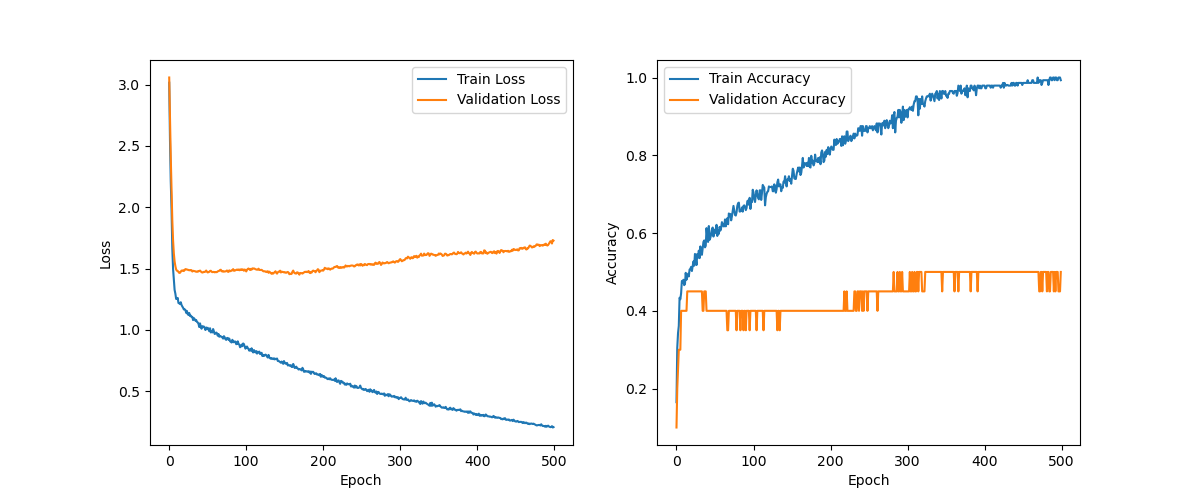 Train Loss
Validation Loss
3.0
2.5
2.0
1.5
1.0
0.5
Loss
0 100 200 300 400 500
Epoch
Train Accuracy
Validation Accuracy
1.0
0.8
0.6
0.4
0.2
Accuracy
0 100 200 300 400 500
Epoch